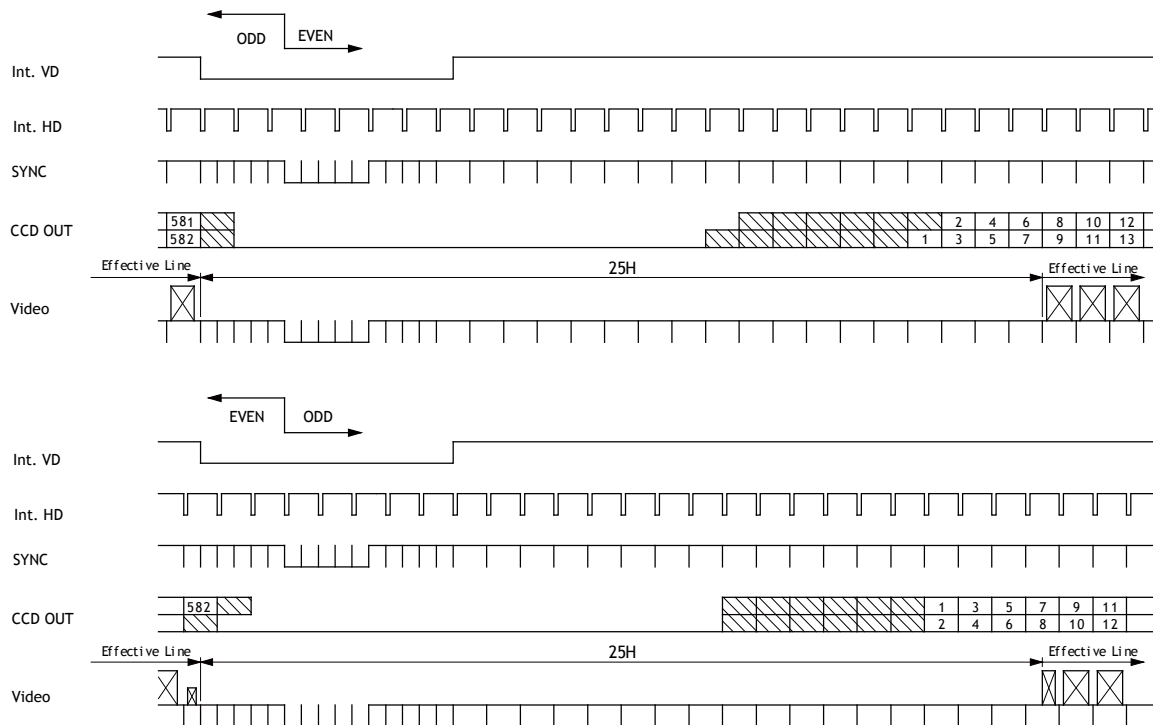 ODD EVEN
Int. VD
Int. HD
SYNC
581 2 4 6 8 10 12
CCD OUT
582 1 3 5 7 9 11 13
Effective Line 25H Effective Line
Video
EVEN ODD
Int. VD
Int. HD
SYNC
582 1 3 5 7 9 11
CCD OUT
2 4 6 8 10 12
Effective Line 25H Effective Line
Video